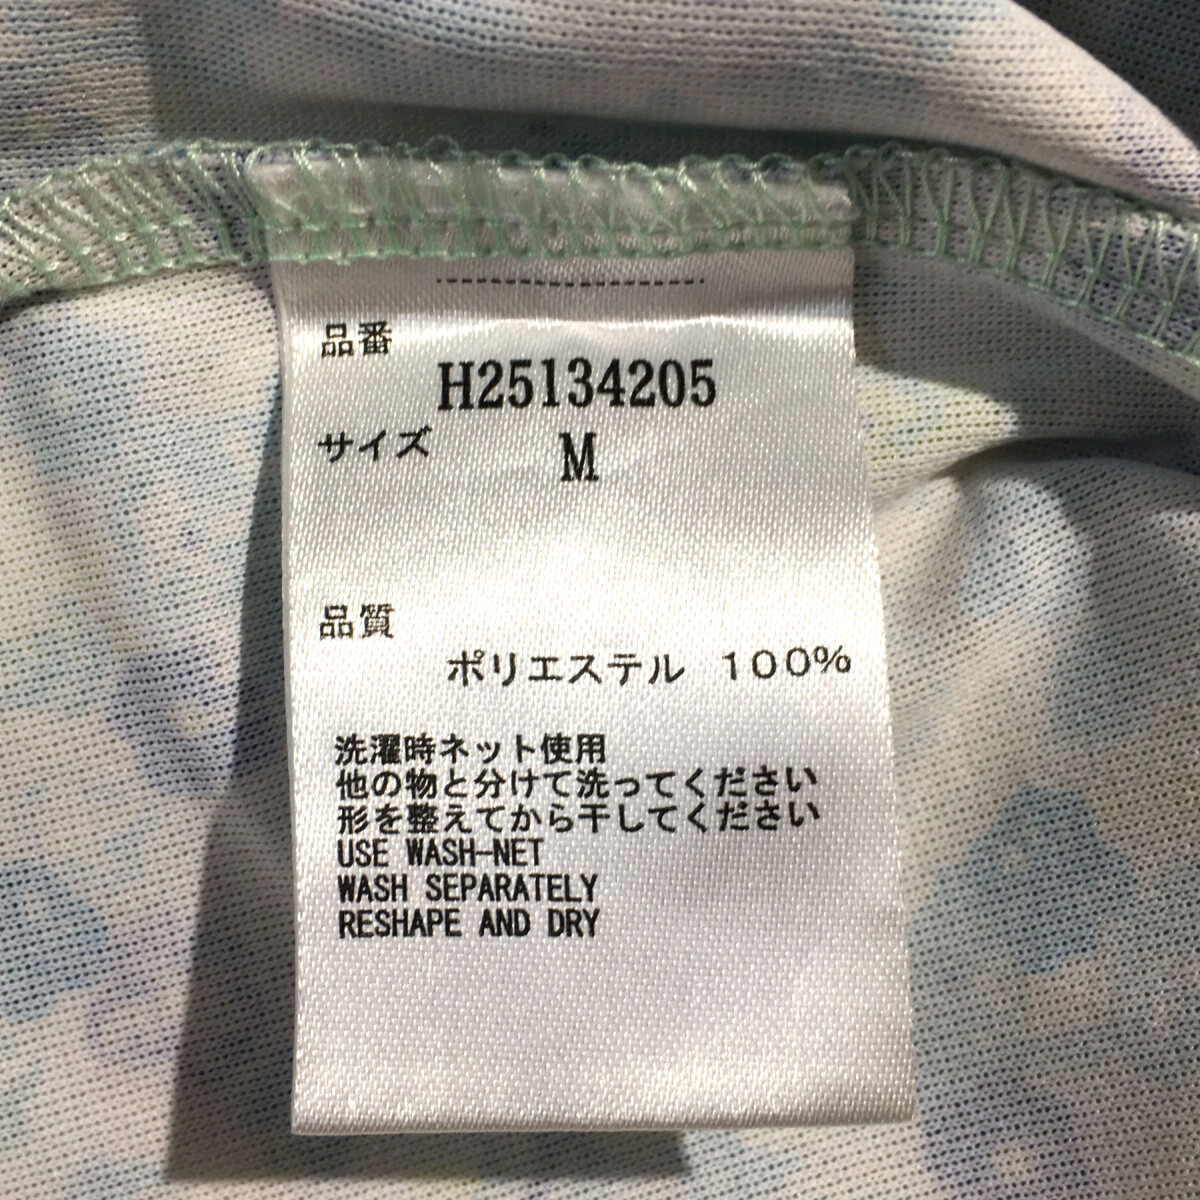 品番
H25134205
サイズ M
品質
ポリエステル 100%
洗濯時ネット使用
他の物と分けて洗ってください
形を整えてから干してください
USE WASH-NET
WASH SEPARATELY
RESHAPE AND DRY